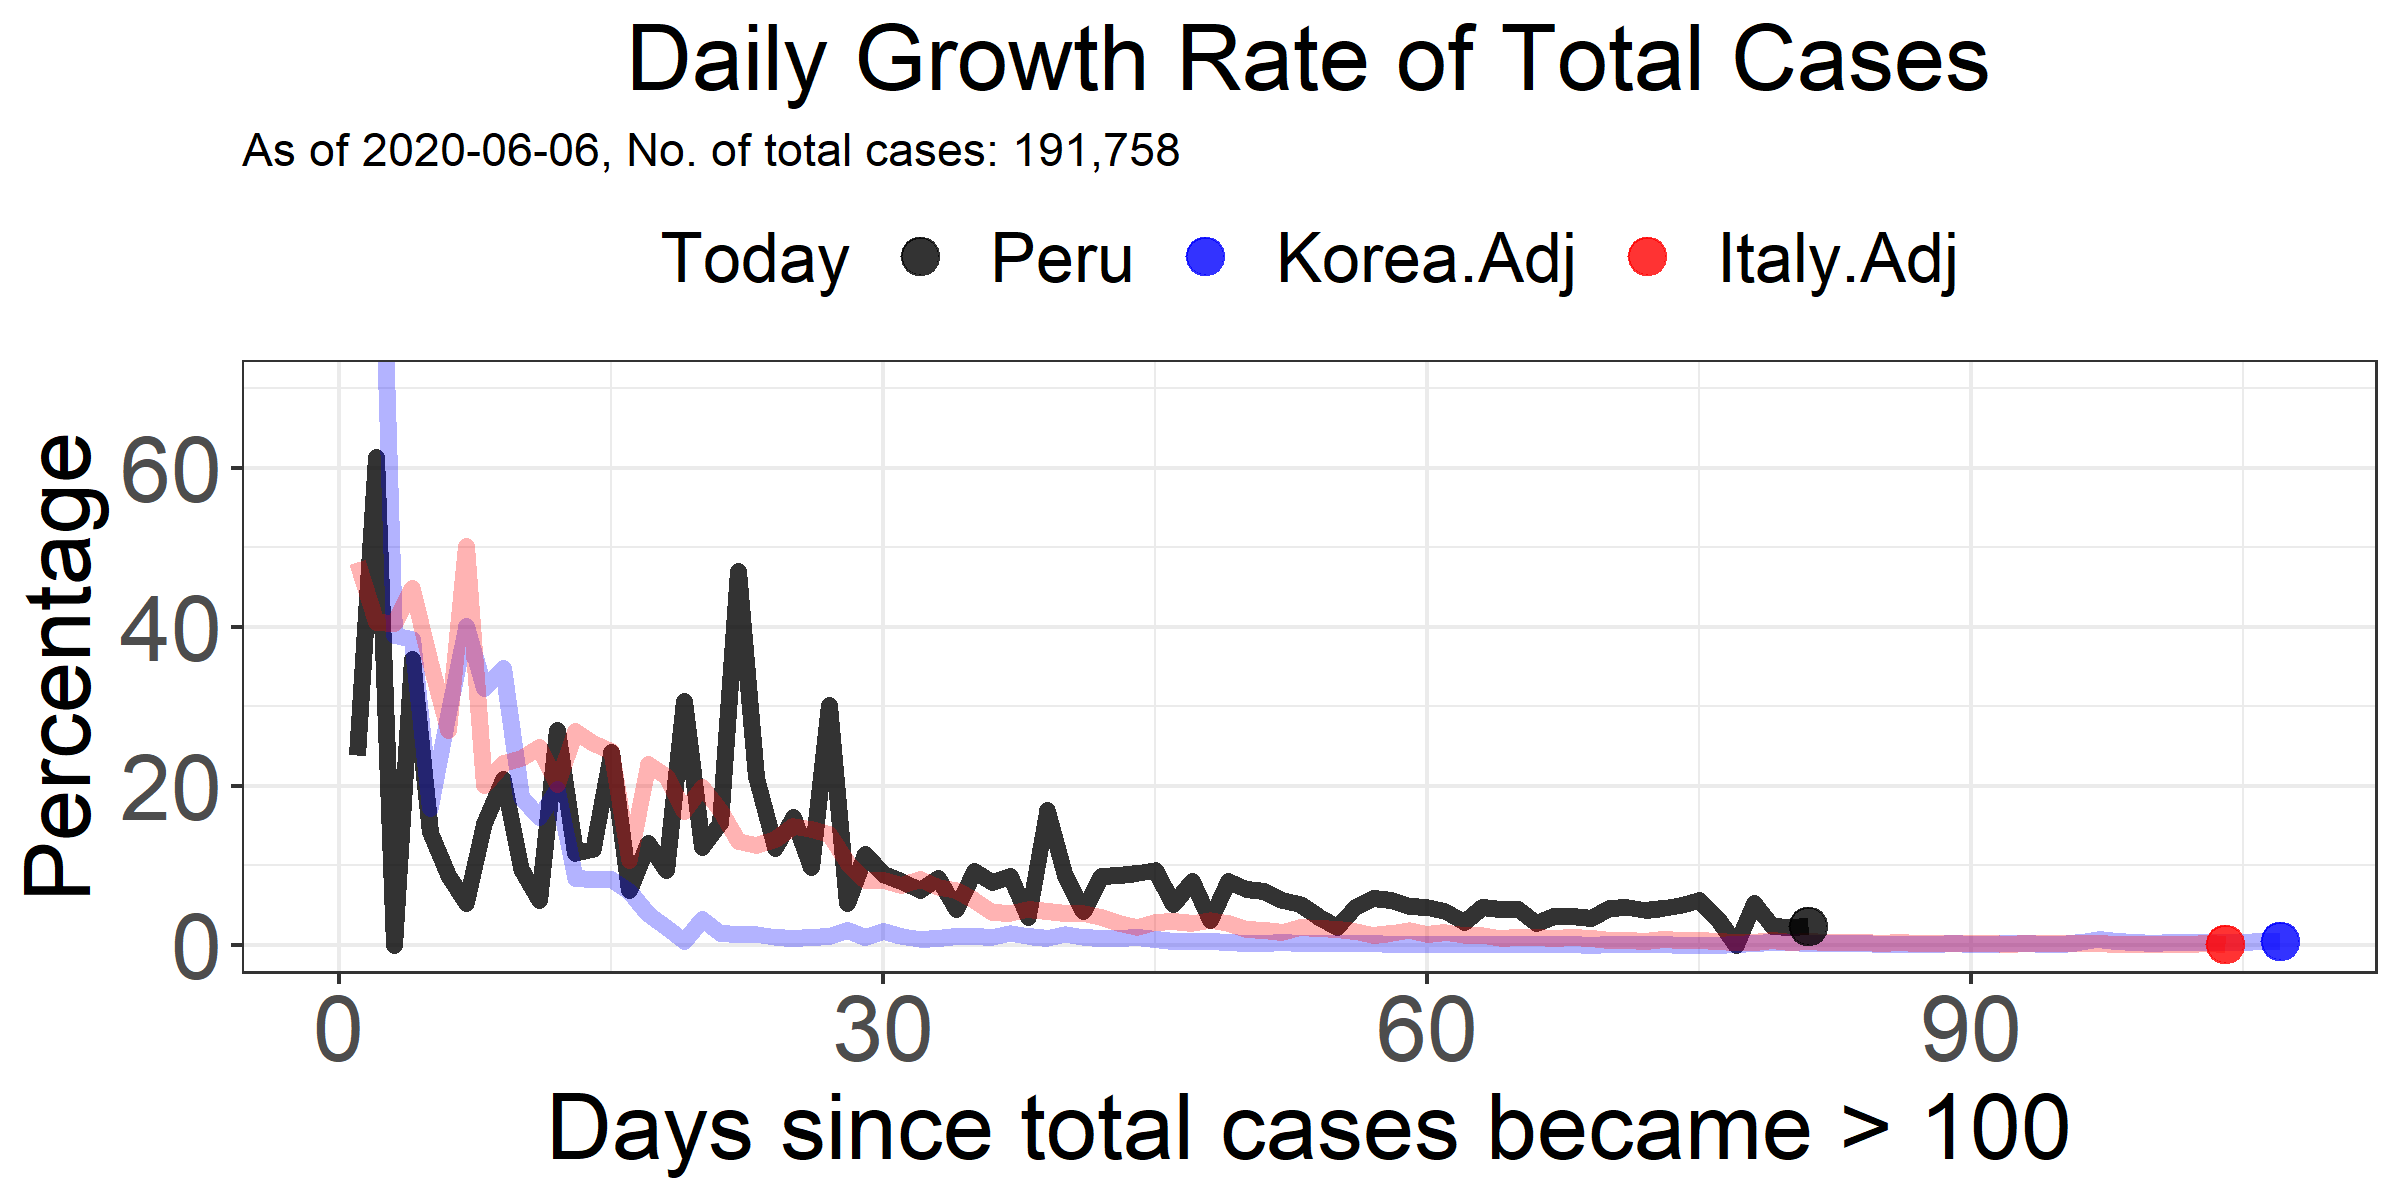 Daily Growth Rate of Total Cases
As of 2020-06-06, No. of total cases: 191,758
Today Peru Korea.Adj Italy.Adj
Percentage
60
40
20
0
0 30 60 90
Days since total cases became > 100